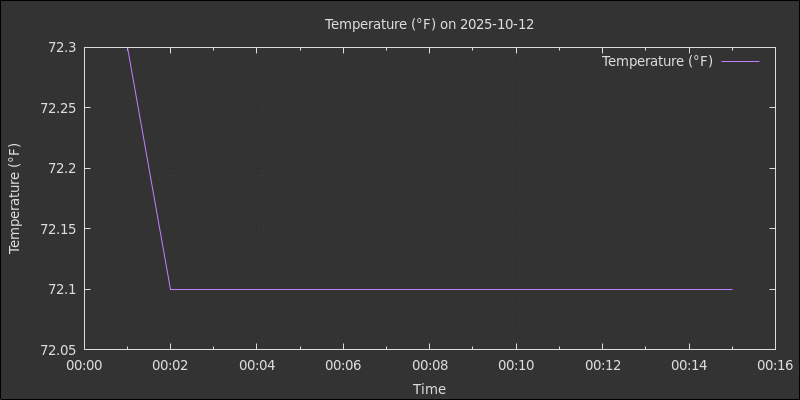 Temperature (°F) on 2025-10-12
Temperature (°F)
72.3
72.25
72.2
72.15
72.1
72.05
Temperature (°F)
00:00 00:02 00:04 00:06 00:08 00:10 00:12 00:14 00:16
Time